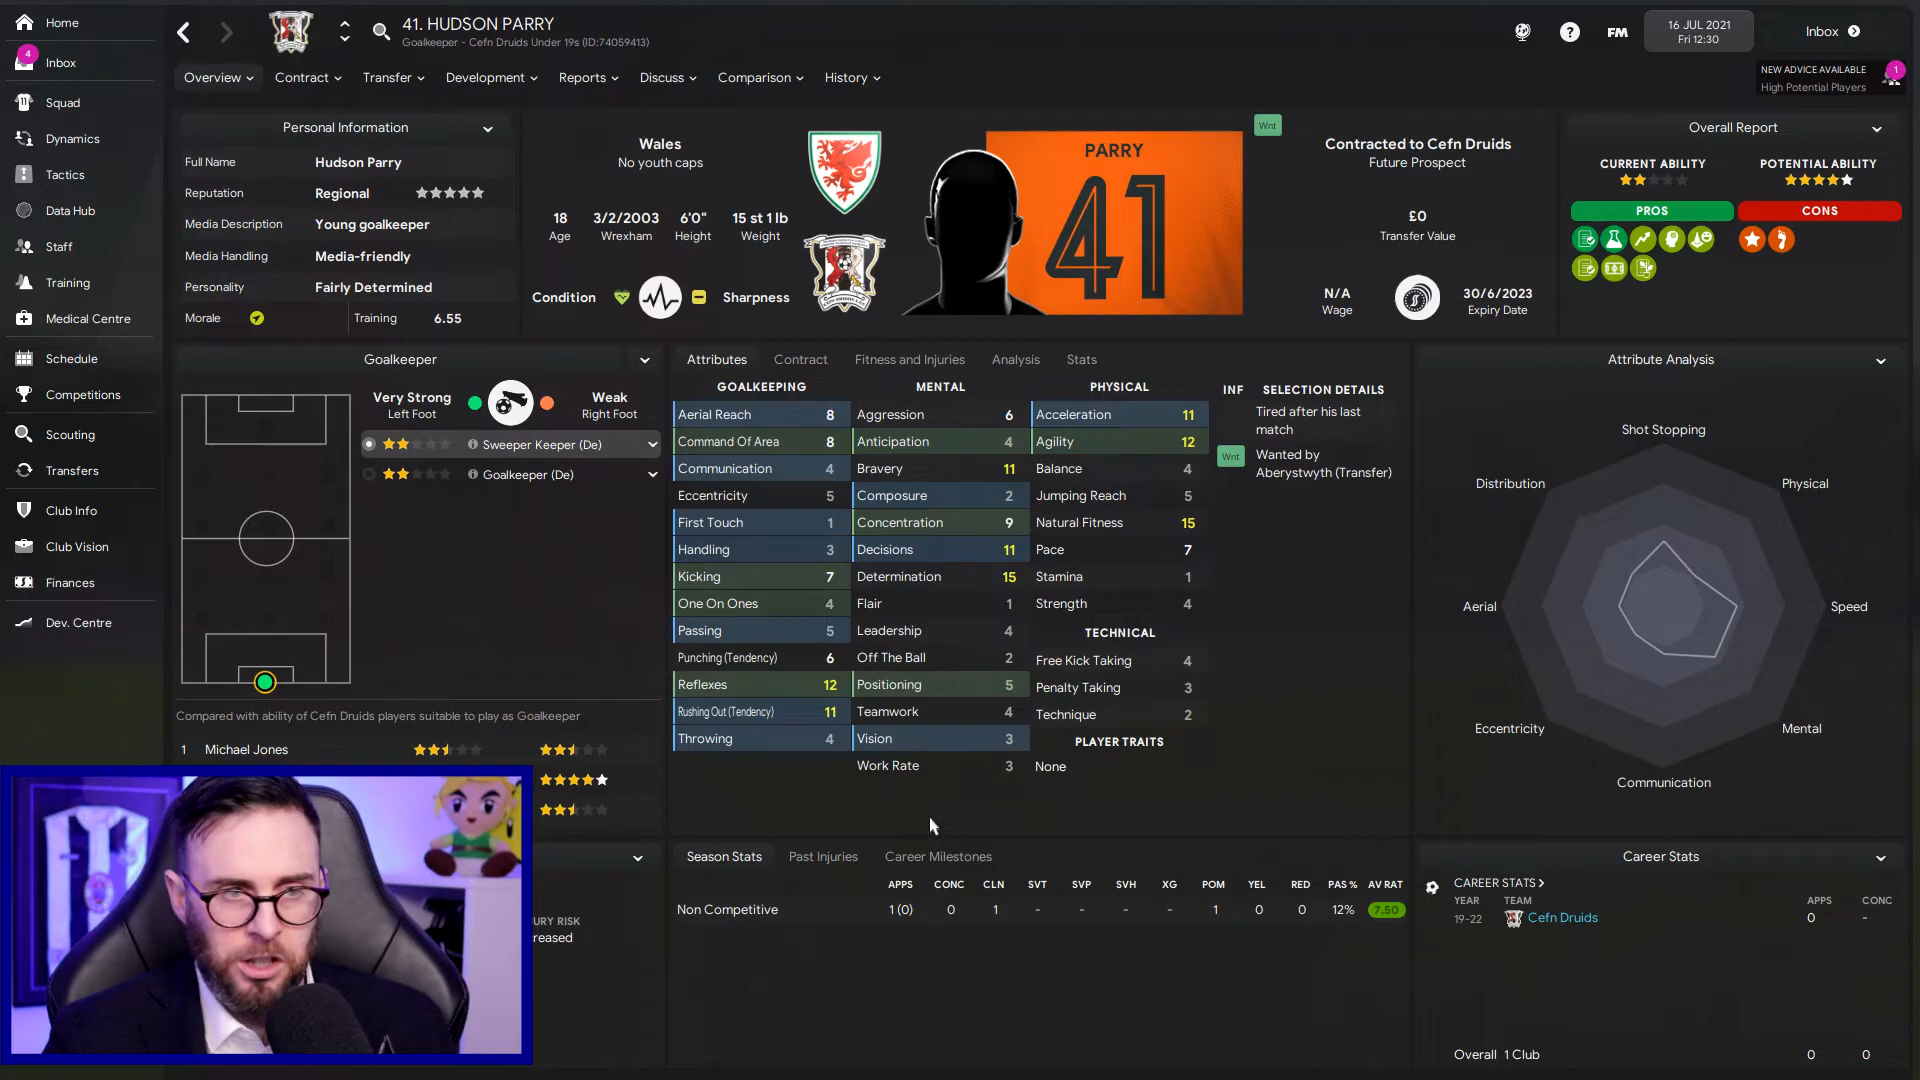 Home
4
Inbox
Squad
Dynamics
Tactics
Data Hub
Staff
Training
Medical Centre
Schedule
Competitions
Scouting
Transfers
Club Info
Club Vision
Finances
Dev. Centre
41. HUDSON PARRY
Goalkeeper - Cefn Druids Under 19s (ID:74059413)
FM
16 JUL 2021
Fri 12:30
Inbox
Overview Contract Transfer Development Reports Discuss Comparison History
NEW ADVICE AVAILABLE
High Potential Players
1
Personal Information
Full Name Hudson Parry
Reputation Regional
Media Description Young goalkeeper
Media Handling Media-friendly
Personality Fairly Determined
Morale Training 6.55
Wales
No youth caps
18 3/2/2003 6'0" 15 st 1 lb
Age Wrexham Height Weight
Condition Sharpness
PARRY
41
Wnt
Contracted to Cefn Druids
Future Prospect
£0
Transfer Value
N/A 30/6/2023
Wage Expiry Date
Overall Report
CURRENT ABILITY POTENTIAL ABILITY
PROS CONS
Goalkeeper
Very Strong Weak
Left Foot Right Foot
Sweeper Keeper (De)
Goalkeeper (De)
Compared with ability of Cefn Druids players suitable to play as Goalkeeper
1 Michael Jones
Attributes Contract Fitness and Injuries Analysis Stats
GOALKEEPING MENTAL PHYSICAL
Aerial Reach 8 Aggression 6 Acceleration 11
Command Of Area 8 Anticipation 4 Agility 12
Communication 4 Bravery 11 Balance 4
Eccentricity 5 Composure 2 Jumping Reach 5
First Touch 1 Concentration 9 Natural Fitness 15
Handling 3 Decisions 11 Pace 7
Kicking 7 Determination 15 Stamina 1
One On Ones 4 Flair 1 Strength 4
Passing 5 Leadership 4 TECHNICAL
Punching (Tendency) 6 Off The Ball 2 Free Kick Taking 4
Reflexes 12 Positioning 5 Penalty Taking 3
Rushing Out (Tendency) 11 Teamwork 4 Technique 2
Throwing 4 Vision 3 PLAYER TRAITS
Work Rate 3 None
INF SELECTION DETAILS
Tired after his last
match
Wnt Wanted by
Aberystwyth (Transfer)
Attribute Analysis
Shot Stopping
Distribution Physical
Aerial Speed
Eccentricity Mental
Communication
URY RISK
reased
Season Stats Past Injuries Career Milestones
APPS CONC CLN SVT SVP SVH XG POM YEL RED PAS % AV RAT
Non Competitive 1 (0) 0 1 - - - - 1 0 0 12% 7.50
Career Stats
CAREER STATS
YEAR TEAM APPS CONC
19-22 Cefn Druids 0 -
Overall 1 Club 0 0